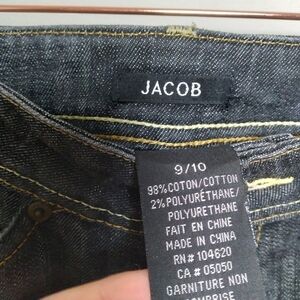 JACOB
9/10
98% COTON/COTTON
2% POLYURÉTHANE/
POLYURETHANE
FAIT EN CHINE
MADE IN CHINA
RN# 104620
CA # 05050
GARNITURE NON
COMPRISE